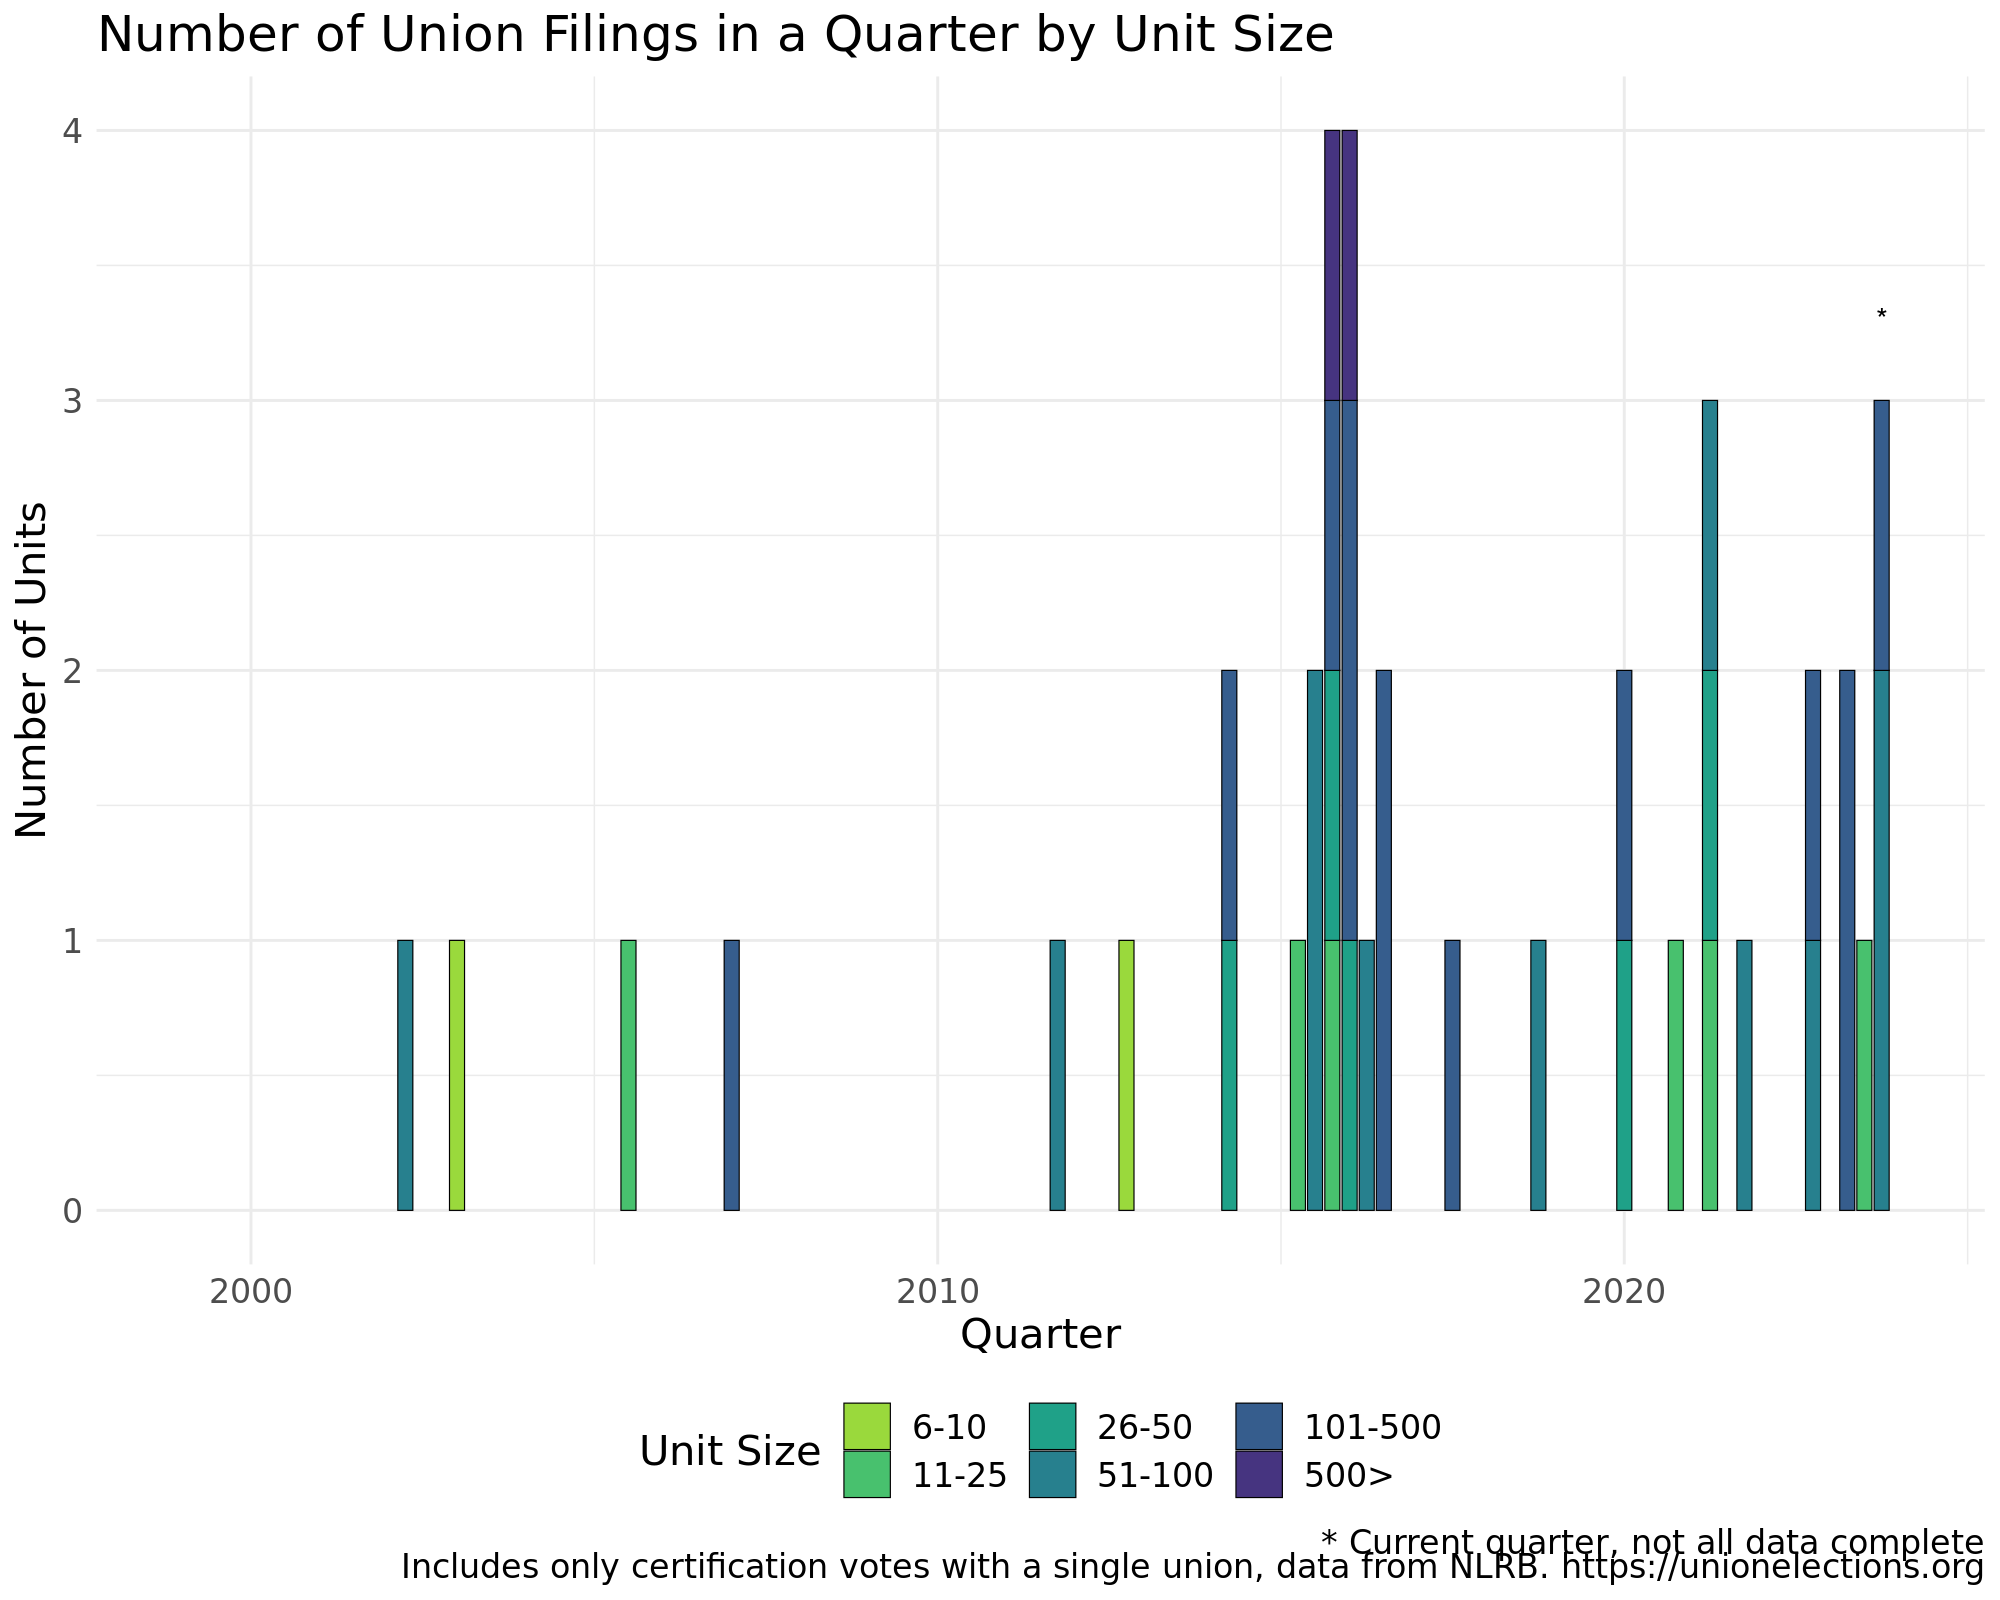 Number of Union Filings in a Quarter by Unit Size
4
3
2
1
0
*
Number of Units
2000
2010
2020
Quarter
Unit Size
6-10
26-50
101-500
11-25
51-100
500>
* Current quarter, not all data complete
Includes only certification votes with a single union, data from NLRB. https://unionelections.org